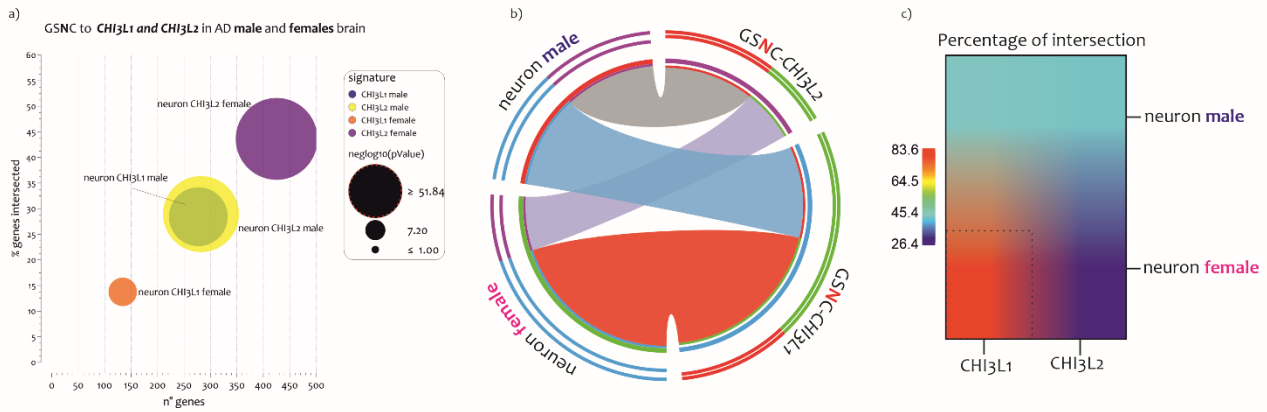 a)
GSNC to CHI3L1 and CHI3L2 in AD male and females brain
% genes intersected
60
55
50
45
40
35
30
25
20
15
10
5
0
0 50 100 150 200 250 300 350 400 450 500
n° genes
neuron CHI3L2 female
neuron CHI3L1 male
neuron CHI3L2 male
neuron CHI3L1 female
signature
CHI3L1 male
CHI3L2 male
CHI3L1 female
CHI3L2 female
neglog10(pValue)
≥ 51.84
7.20
≤ 1.00
b)
neuron male
GSNC-CHI3L2
neuron female
GSNC-CHI3L1
c)
Percentage of intersection
83.6
64.5
45.4
26.4
neuron male
neuron female
CHI3L1 CHI3L2